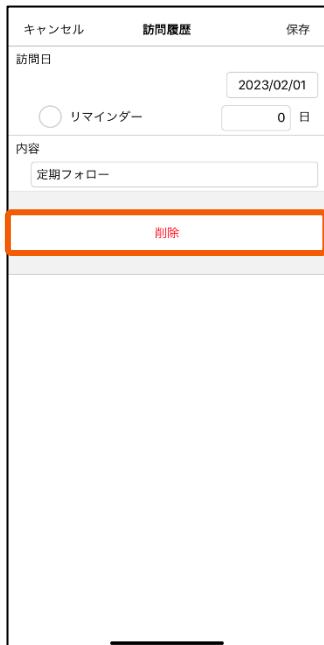 キャンセル 訪問履歴 保存
訪問日
2023/02/01
リマインダー 0 日
内容
定期フォロー
削除